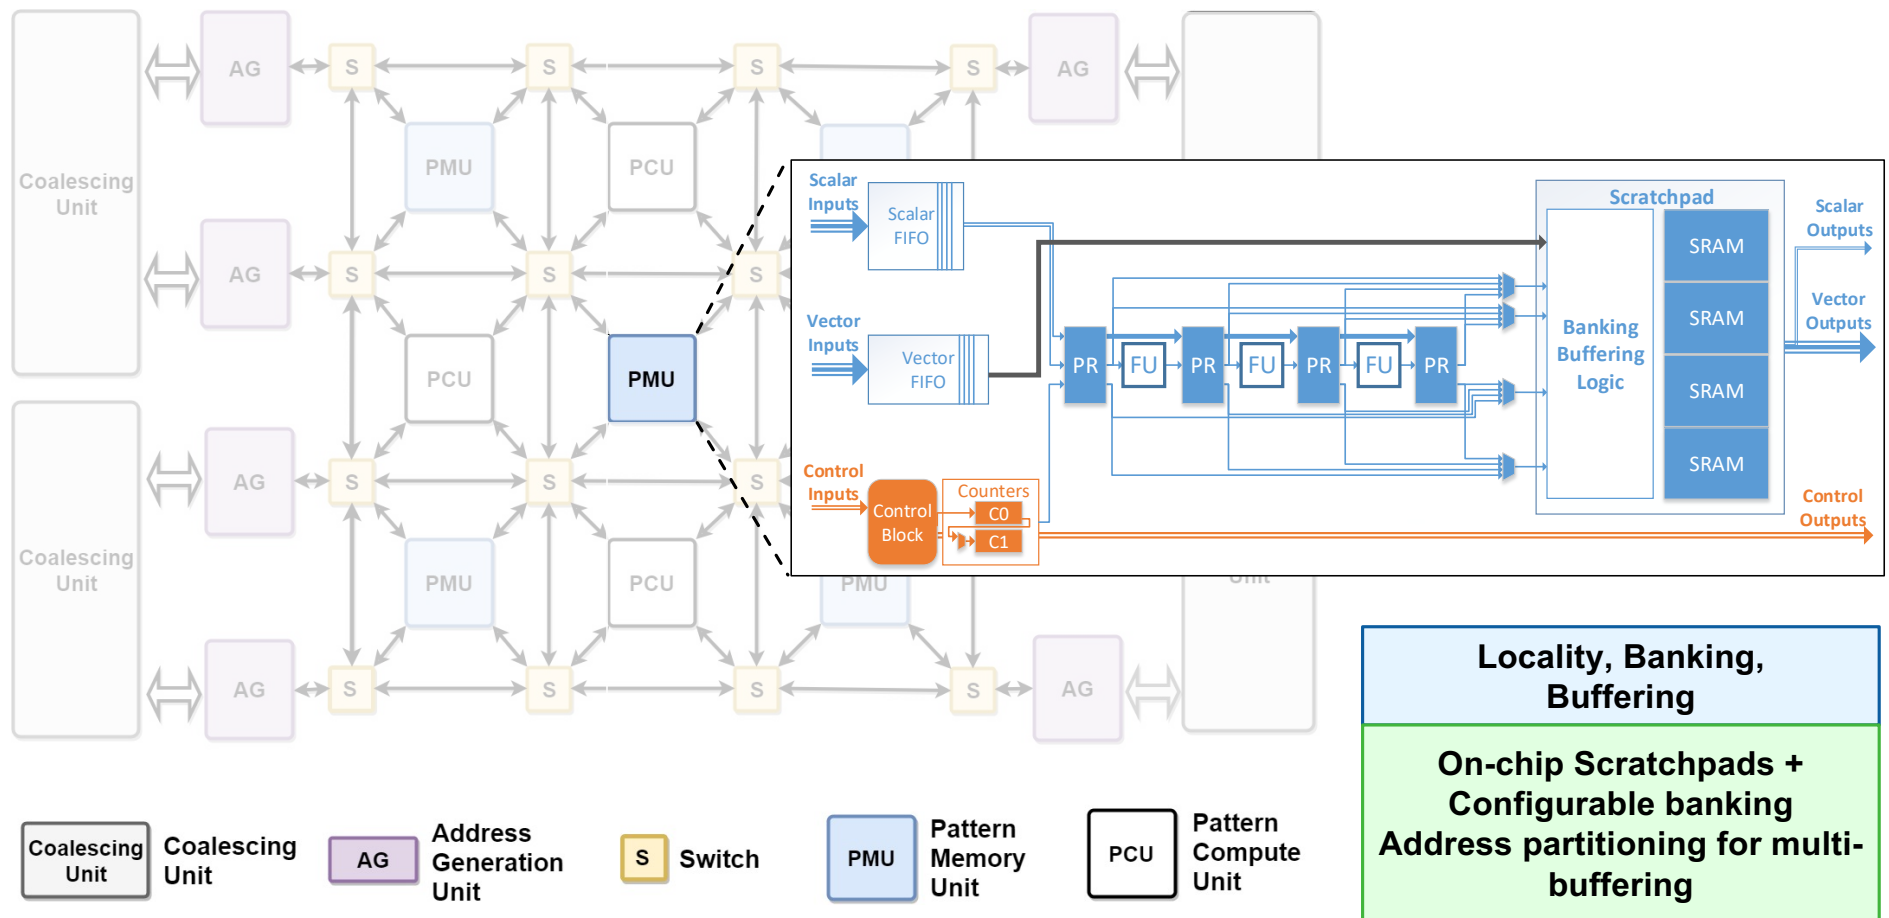 AG
S
S
S
S
AG
Coalescing
Unit
PMU
PCU
AG
S
S
S
PCU
PMU
Coalescing
Unit
AG
S
S
S
PMU
PCU
PMU
Unit
AG
S
S
S
S
AG
Scalar
Inputs
Scalar
FIFO
Vector
Inputs
Vector
FIFO
PR
FU
PR
FU
PR
FU
PR
Control
Inputs
Control
Block
Counters
C0
C1
Scratchpad
Banking
Buffering
Logic
SRAM
SRAM
SRAM
SRAM
Scalar
Outputs
Vector
Outputs
Control
Outputs
Locality, Banking,
Buffering
On-chip Scratchpads +
Configurable banking
Address partitioning for multi-
buffering
Coalescing
Unit
Coalescing
Unit
AG
Address
Generation
Unit
S
Switch
PMU
Pattern
Memory
Unit
PCU
Pattern
Compute
Unit